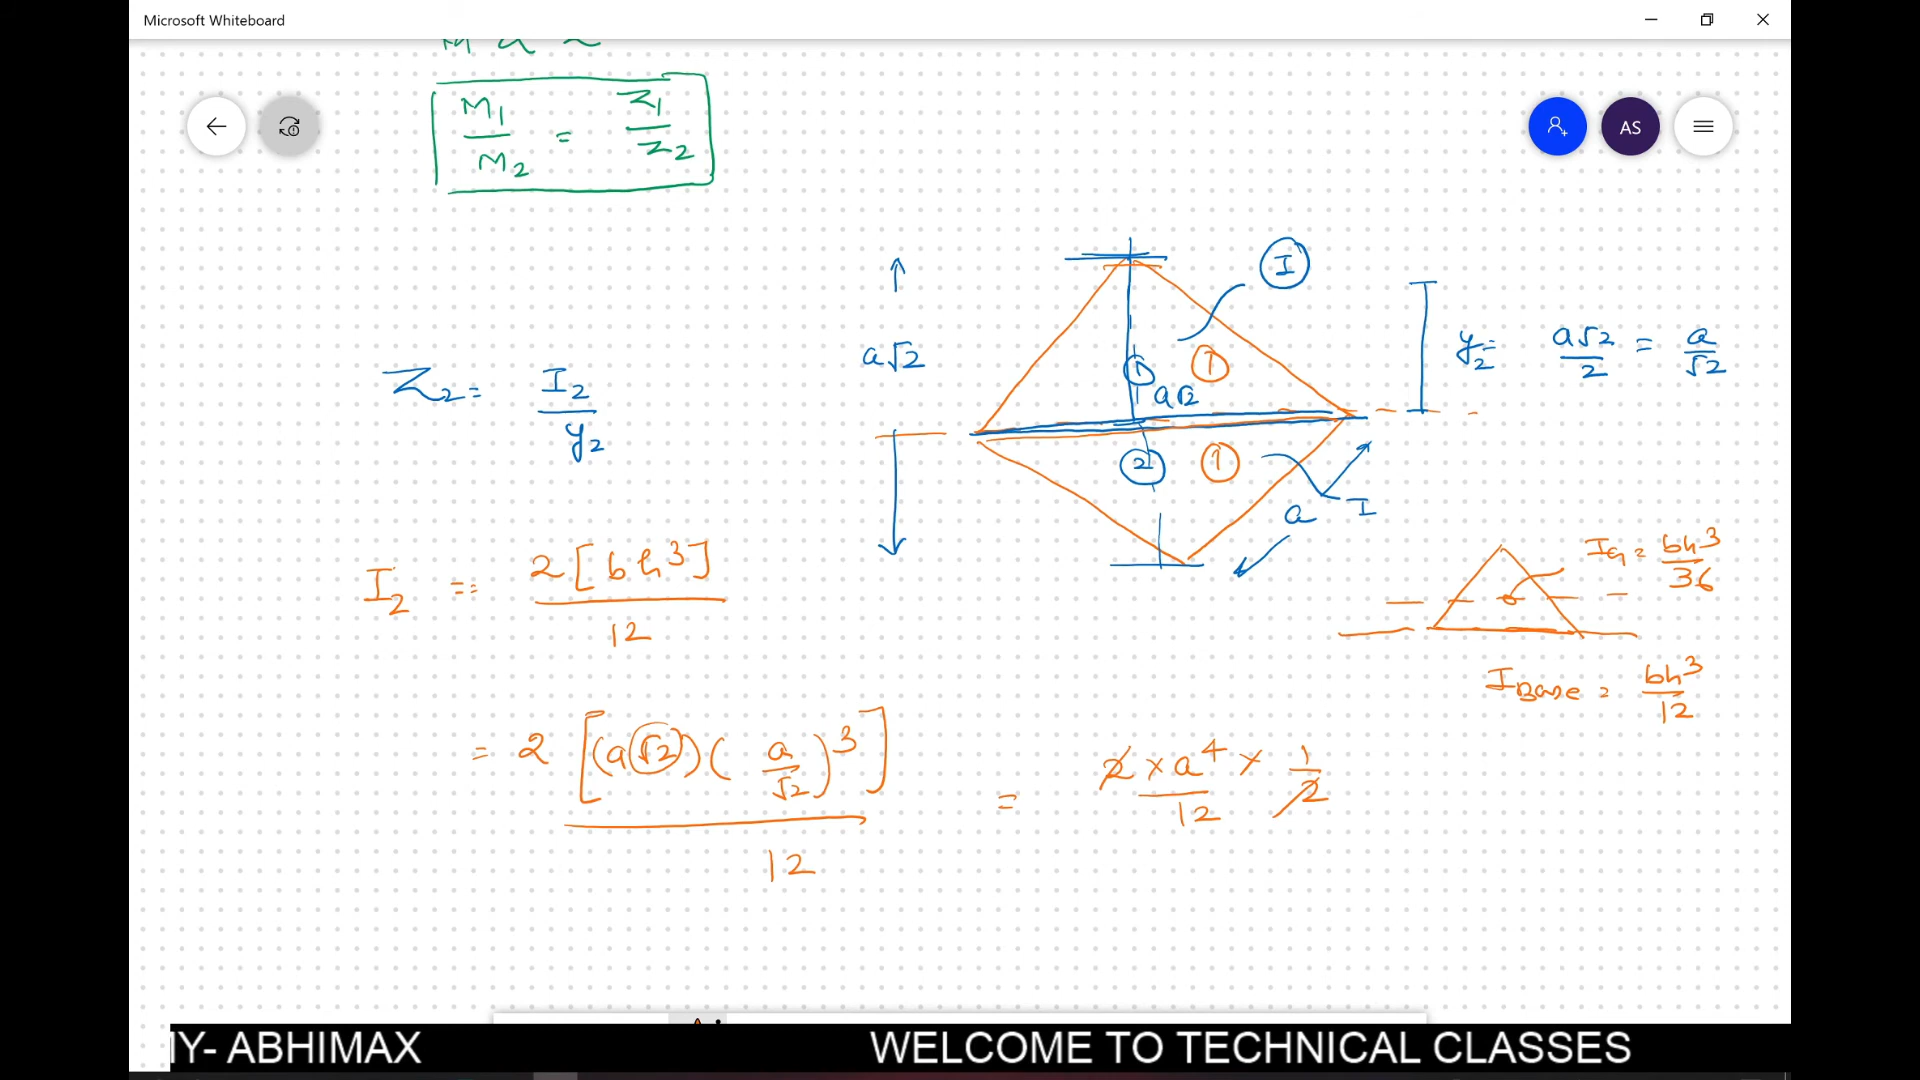 Microsoft Whiteboard
M₁/M₂ = Z₁/Z₂
AS
I
a√2
1
1
a√2
y₂ = a√2/2 = a/√2
Z₂ = I₂/y₂
2
1
a
I
I₂ = 2[bh³]/12
I_G = bh³/36
I_Base = bh³/12
= 2[(a√2)(a/√2)³]/12 = 2×a⁴/12 × 1/2
Y- ABHIMAX WELCOME TO TECHNICAL CLASSES